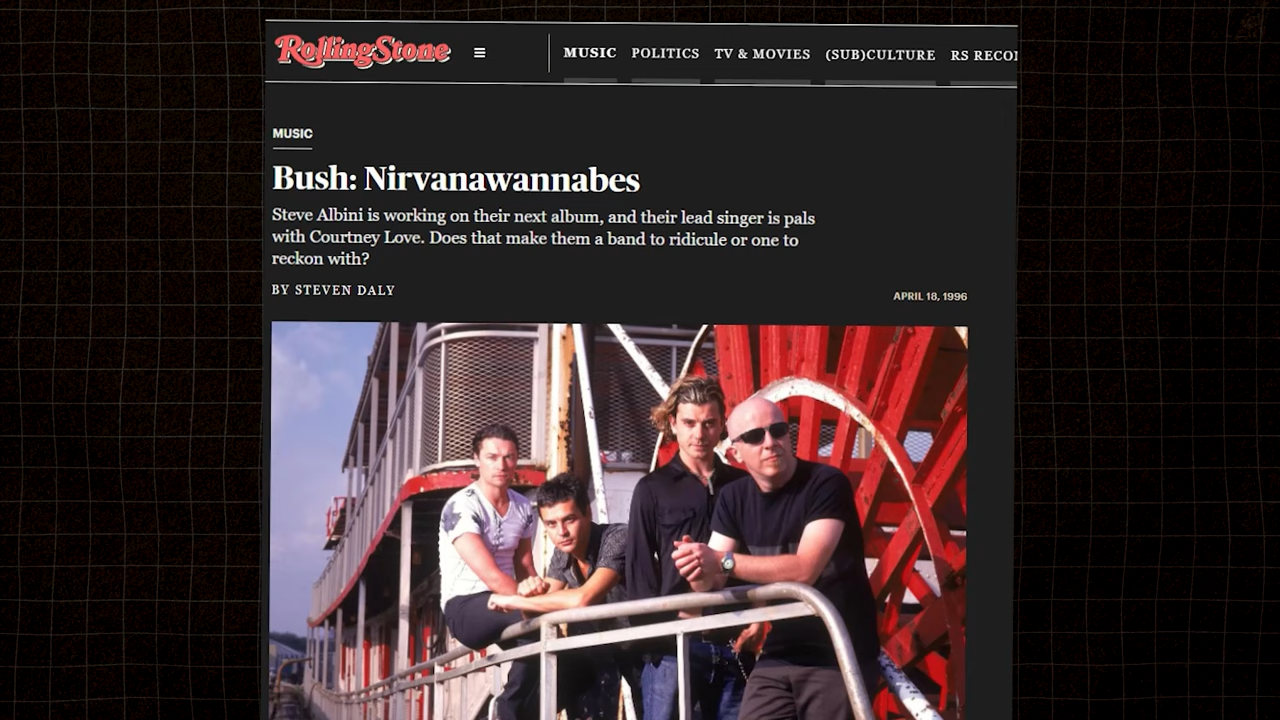 RollingStone
MUSIC POLITICS TV & MOVIES (SUB)CULTURE RS RECO
MUSIC
Bush: Nirvanawannabes
Steve Albini is working on their next album, and their lead singer is pals
with Courtney Love. Does that make them a band to ridicule or one to
reckon with?
BY STEVEN DALY
APRIL 18, 1996